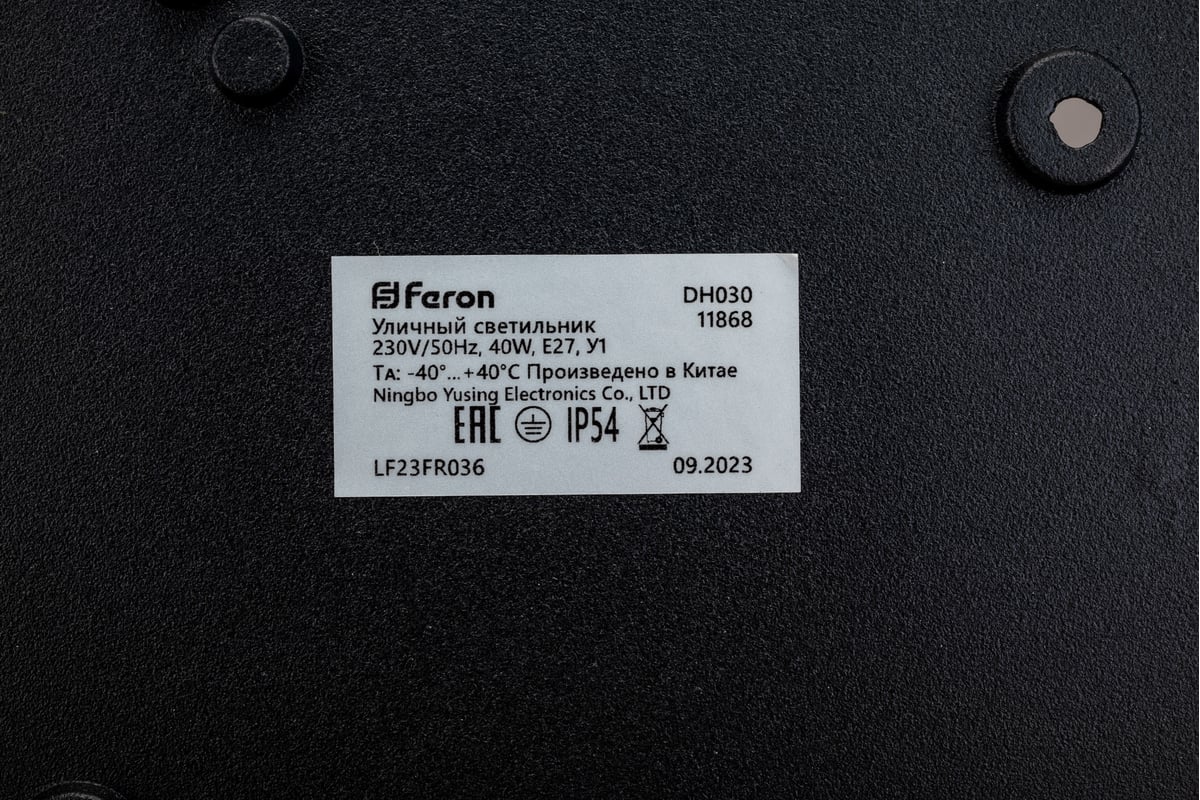 Feron DH030
Уличный светильник 11868
230V/50Hz, 40W, E27, У1
TA: -40°...+40°C Произведено в Китае
Ningbo Yusing Electronics Co., LTD
EAC IP54
LF23FR036 09.2023